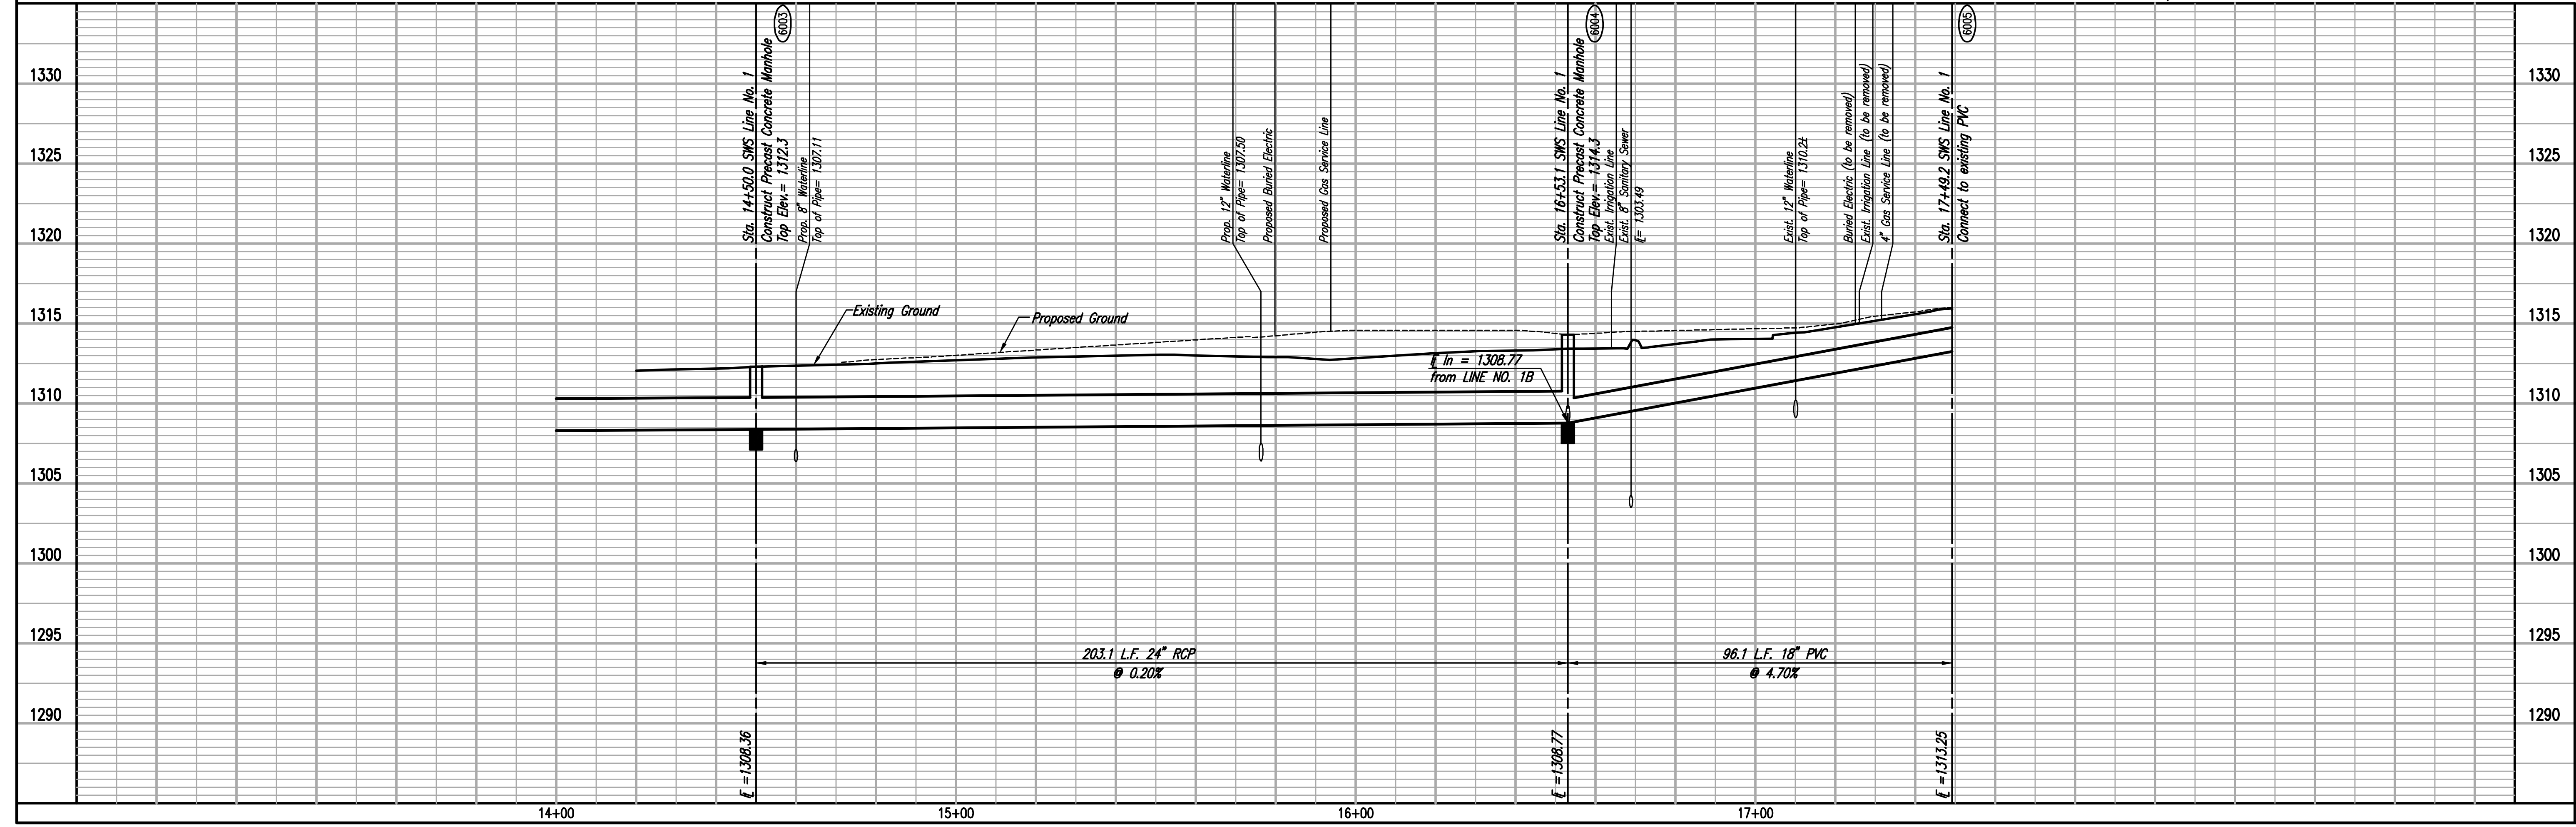 6003
6004
6005
1330
1325
1320
1315
1310
1305
1300
1295
1290
Sta. 14+50.0 SWS Line No. 1
Construct Precast Concrete Manhole
Top Elev.= 1312.3
Prop. 8" Waterline
Top of Pipe= 1307.11
Prop. 12" Waterline
Top of Pipe= 1307.50
Proposed Buried Electric
Proposed Gas Service Line
Sta. 16+53.1 SWS Line No. 1
Construct Precast Concrete Manhole
Top Elev.= 1314.3
Exist. Irrigation Line
Exist. 8" Sanitary Sewer
FL= 1303.49
Exist. 12" Waterline
Top of Pipe= 1310.2±
Buried Electric (to be removed)
Exist. Irrigation Line (to be removed)
4" Gas Service Line (to be removed)
Sta. 17+49.2 SWS Line No. 1
Connect to existing PVC
Existing Ground
Proposed Ground
FL In = 1308.77
from LINE NO. 1B
203.1 L.F. 24" RCP
@ 0.20%
96.1 L.F. 18" PVC
@ 4.70%
FL =1308.36
FL =1308.77
FL =1313.25
1330
1325
1320
1315
1310
1305
1300
1295
1290
14+00
15+00
16+00
17+00